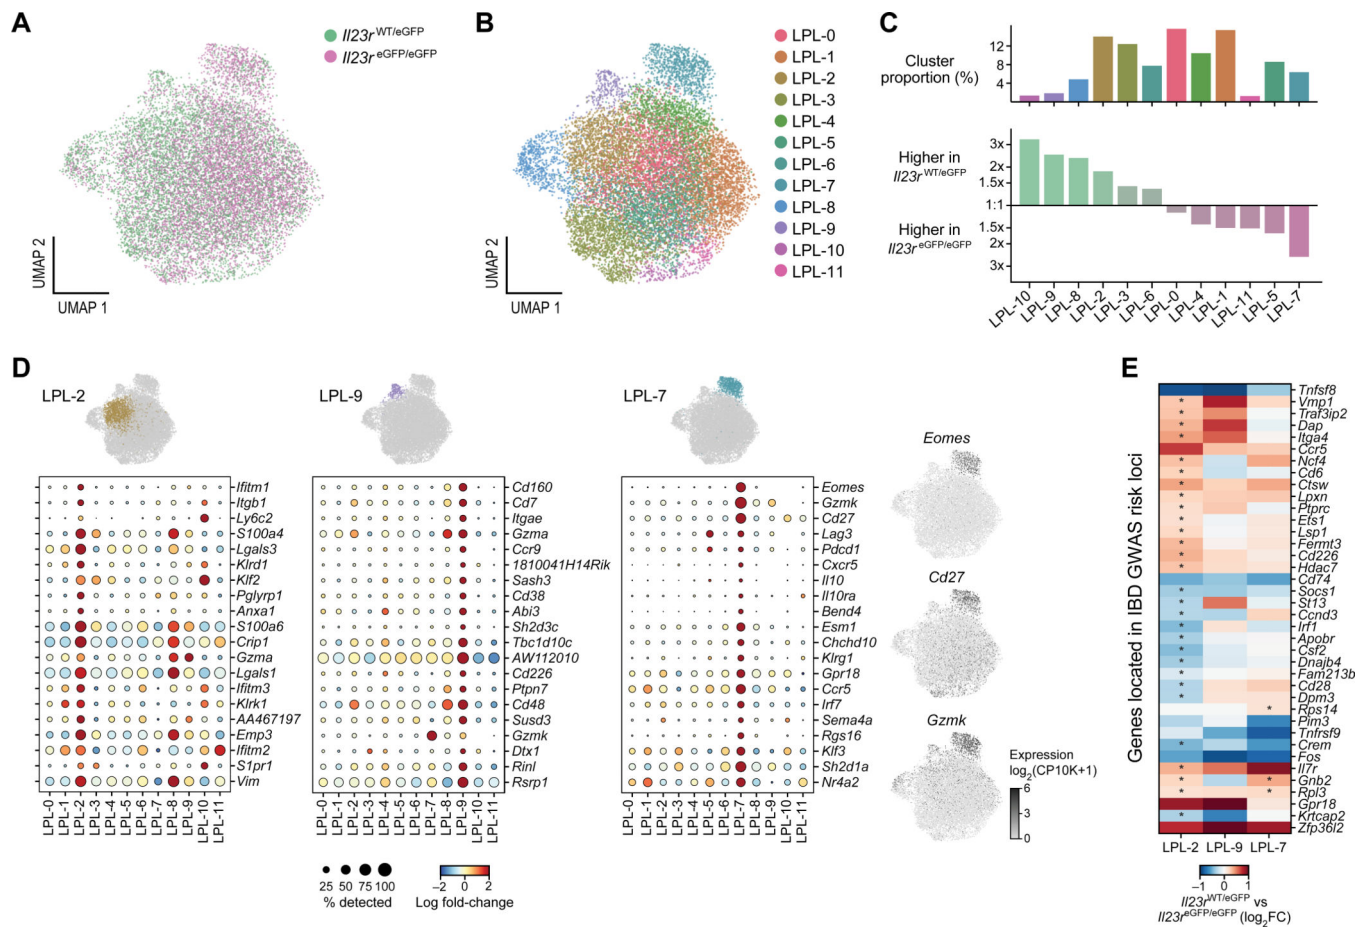 A
Il23r WT/eGFP
Il23r eGFP/eGFP
UMAP 2
UMAP 1
B
LPL-0
LPL-1
LPL-2
LPL-3
LPL-4
LPL-5
LPL-6
LPL-7
LPL-8
LPL-9
LPL-10
LPL-11
UMAP 2
UMAP 1
C
Cluster
proportion (%)
12
8
4
Higher in
Il23r WT/eGFP
3x
2x
1.5x
1:1
Higher in
Il23r eGFP/eGFP
1.5x
2x
3x
LPL-10
LPL-9
LPL-8
LPL-2
LPL-3
LPL-6
LPL-0
LPL-4
LPL-1
LPL-11
LPL-5
LPL-7
D
LPL-2
Ifitm1
Itgb1
Ly6c2
S100a4
Lgals3
Klrd1
Klf2
Pglyrp1
Anxa1
S100a6
Crip1
Gzma
Lgals1
Ifitm3
Klrk1
AA467197
Emp3
Ifitm2
S1pr1
Vim
LPL-0
LPL-1
LPL-2
LPL-3
LPL-4
LPL-5
LPL-6
LPL-7
LPL-8
LPL-9
LPL-10
LPL-11
LPL-9
Cd160
Cd7
Itgae
Gzma
Ccr9
1810041H14Rik
Sash3
Cd38
Abi3
Sh2d3c
Tbc1d10c
AW112010
Cd226
Ptpn7
Cd48
Susd3
Gzmk
Dtx1
Rinl
Rsrp1
LPL-0
LPL-1
LPL-2
LPL-3
LPL-4
LPL-5
LPL-6
LPL-7
LPL-8
LPL-9
LPL-10
LPL-11
LPL-7
Eomes
Gzmk
Cd27
Lag3
Pdcd1
Cxcr5
Il10
Il10ra
Bend4
Esm1
Chchd10
Klrg1
Gpr18
Ccr5
Irf7
Sema4a
Rgs16
Klf3
Sh2d1a
Nr4a2
LPL-0
LPL-1
LPL-2
LPL-3
LPL-4
LPL-5
LPL-6
LPL-7
LPL-8
LPL-9
LPL-10
LPL-11
25 50 75 100
% detected
-2 0 2
Log fold-change
Eomes
Cd27
Gzmk
Expression
log2(CP10K+1)
6
4
2
0
E
Genes located in IBD GWAS risk loci
Tnfsf8
Vmp1
Traf3ip2
Dap
Itga4
Ccr5
Ncf4
Cd6
Ctsw
Lpxn
Ptprc
Ets1
Lsp1
Fermt3
Cd226
Hdac7
Cd74
Socs1
St13
Ccnd3
Irf1
Apobr
Csf2
Dnajb4
Fam213b
Cd28
Dpm3
Rps14
Pim3
Tnfrsf9
Crem
Fos
Il7r
Gnb2
Rpl3
Gpr18
Krtcap2
Zfp36l2
LPL-2 LPL-9 LPL-7
-1 0 1
Il23r WT/eGFP vs
Il23r eGFP/eGFP (log2FC)